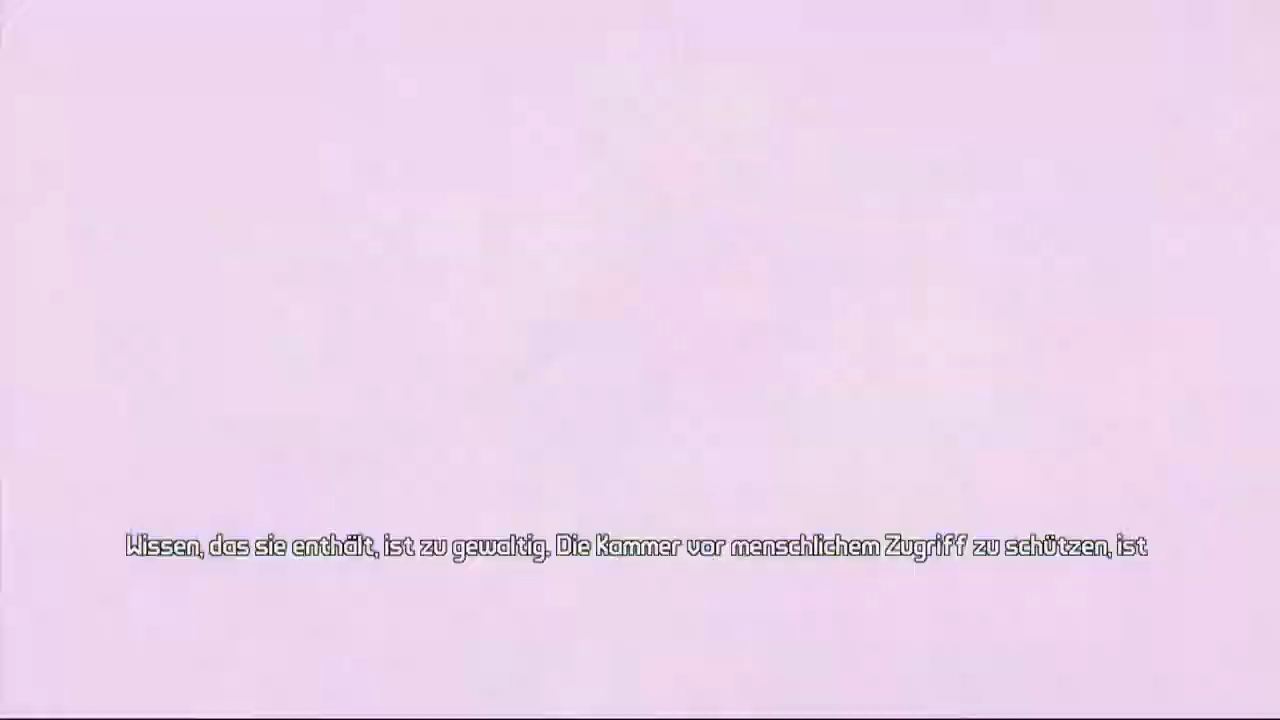 Wissen, das sie enthält, ist zu gewaltig. Die Kammer vor menschlichem Zugriff zu schützen, ist